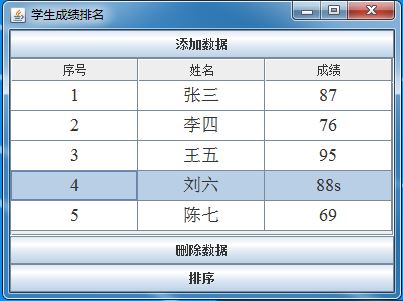 学生成绩排名
添加数据
序号 姓名 成绩
1 张三 87
2 李四 76
3 王五 95
4 刘六 88s
5 陈七 69
删除数据
排序